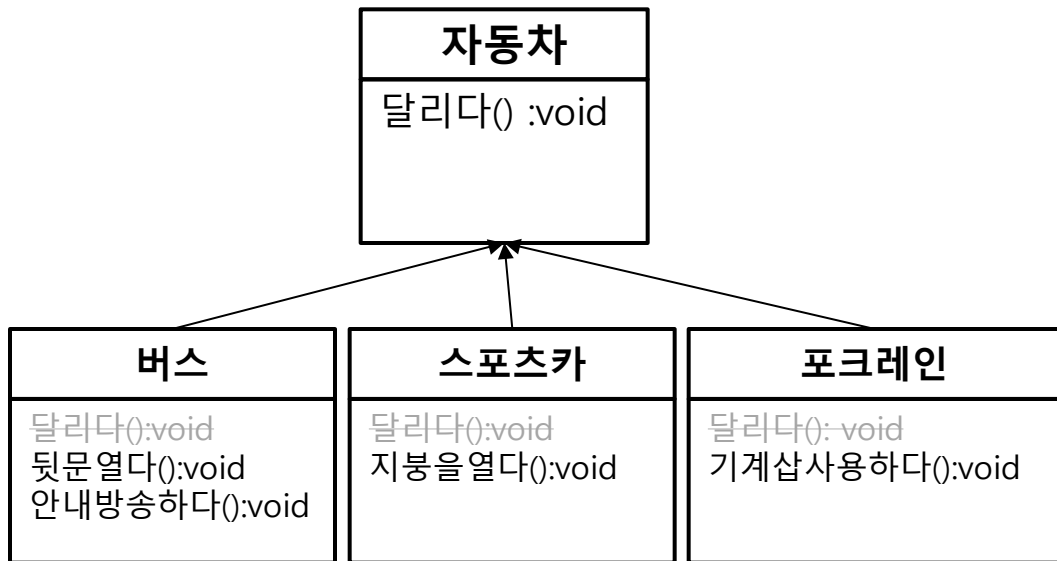 자동차
달리다() :void
버스
달리다():void
뒷문열다():void
안내방송하다():void
스포츠카
달리다():void
지붕을열다():void
포크레인
달리다(): void
기계삽사용하다():void